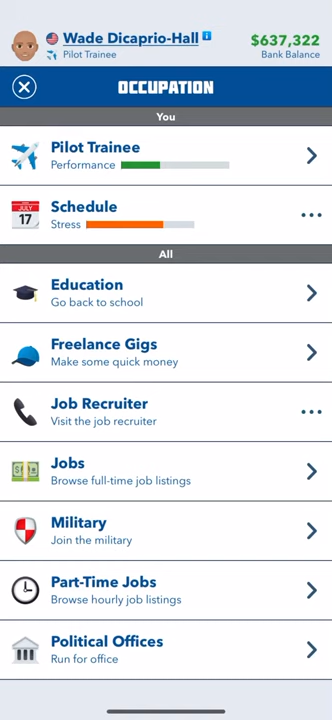 Wade Dicaprio-Hall
Pilot Trainee
$637,322
Bank Balance
OCCUPATION
You
Pilot Trainee
Performance
JULY
17
Schedule
Stress
All
Education
Go back to school
Freelance Gigs
Make some quick money
Job Recruiter
Visit the job recruiter
Jobs
Browse full-time job listings
Military
Join the military
Part-Time Jobs
Browse hourly job listings
Political Offices
Run for office